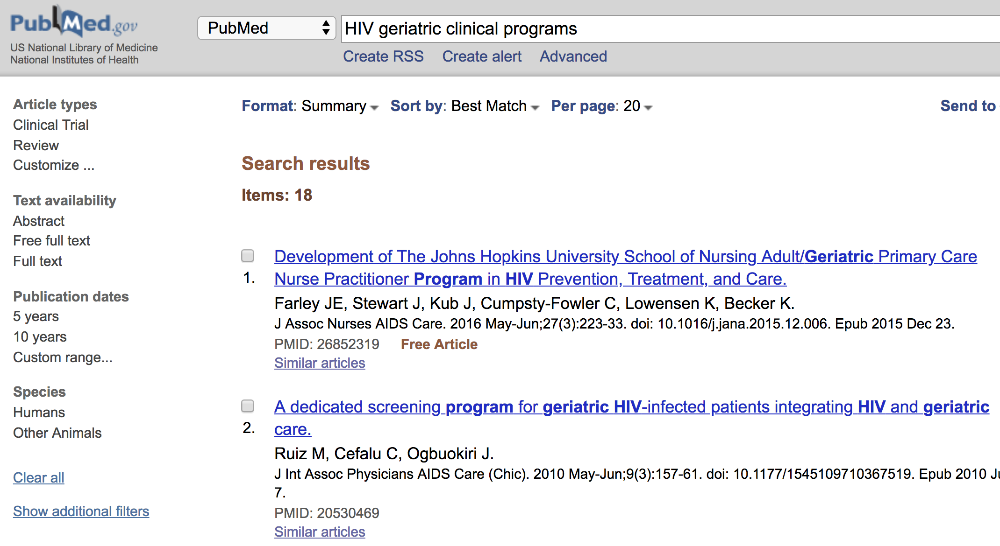 PubMed.gov
US National Library of Medicine
National Institutes of Health
PubMed
HIV geriatric clinical programs
Create RSS Create alert Advanced
Article types
Clinical Trial
Review
Customize ...
Text availability
Abstract
Free full text
Full text
Publication dates
5 years
10 years
Custom range...
Species
Humans
Other Animals
Clear all
Show additional filters
Format: Summary Sort by: Best Match Per page: 20 Send to
Search results
Items: 18
Development of The Johns Hopkins University School of Nursing Adult/Geriatric Primary Care
1. Nurse Practitioner Program in HIV Prevention, Treatment, and Care.
Farley JE, Stewart J, Kub J, Cumpsty-Fowler C, Lowensen K, Becker K.
J Assoc Nurses AIDS Care. 2016 May-Jun;27(3):223-33. doi: 10.1016/j.jana.2015.12.006. Epub 2015 Dec 23.
PMID: 26852319 Free Article
Similar articles
A dedicated screening program for geriatric HIV-infected patients integrating HIV and geriatric
2. care.
Ruiz M, Cefalu C, Ogbuokiri J.
J Int Assoc Physicians AIDS Care (Chic). 2010 May-Jun;9(3):157-61. doi: 10.1177/1545109710367519. Epub 2010
7.
PMID: 20530469
Similar articles